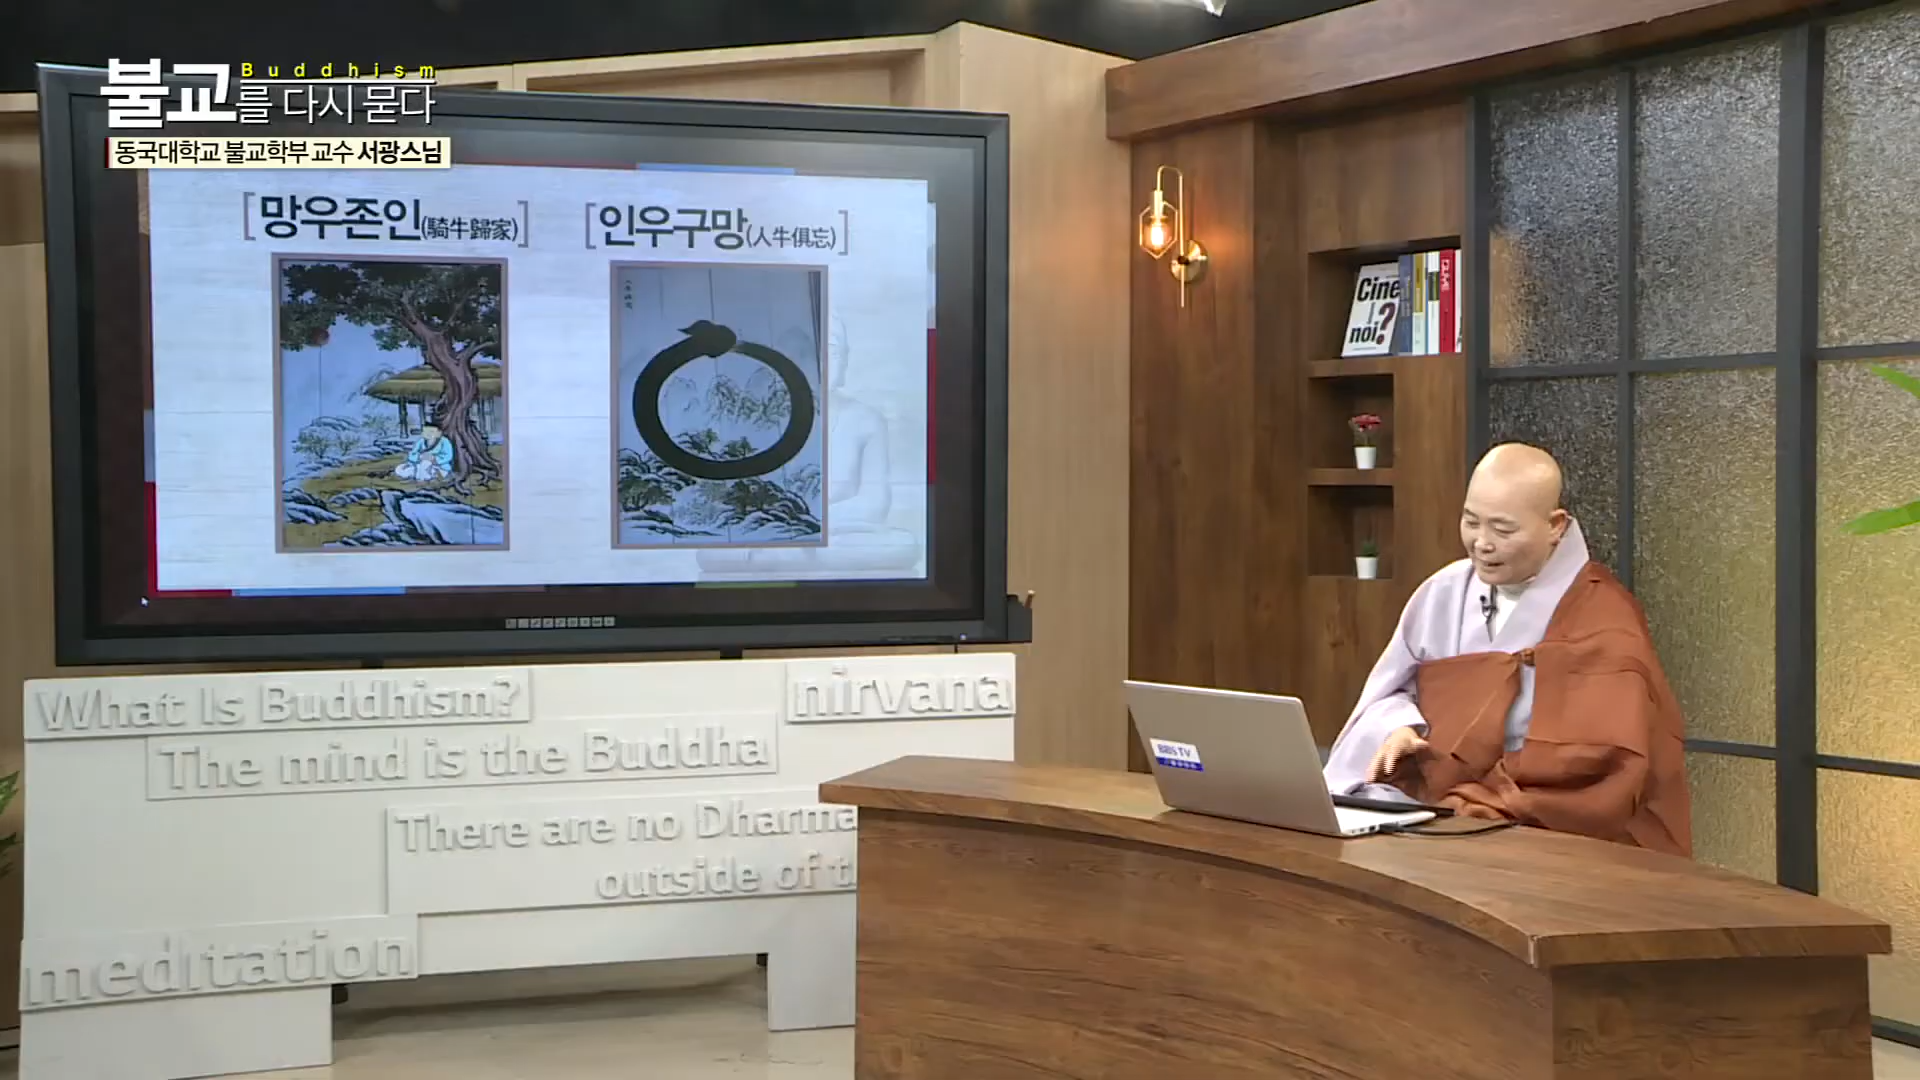 Buddhism
불교를 다시 묻다
동국대학교 불교학부 교수 서광스님
[망우존인(騎牛歸家)]
[인우구망(人牛俱忘)]
Cine
noi?
What Is Buddhism?
nirvana
The mind is the Buddha
There are no Dharma
outside of t
meditation
BBS TV